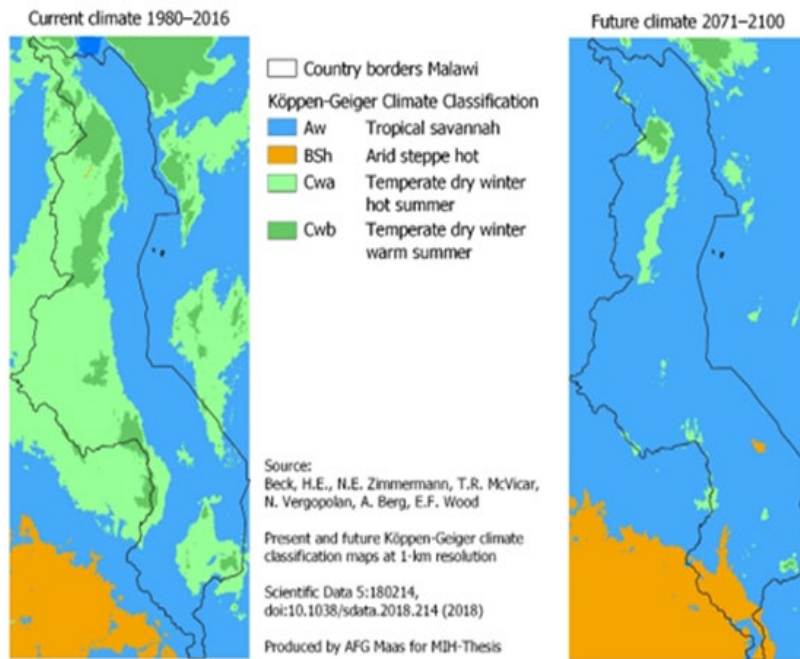 Current climate 1980–2016
Future climate 2071–2100
Country borders Malawi
Köppen-Geiger Climate Classification
Aw Tropical savannah
BSh Arid steppe hot
Cwa Temperate dry winter
hot summer
Cwb Temperate dry winter
warm summer
Source:
Beck, H.E., N.E. Zimmermann, T.R. McVicar,
N. Vergopolan, A. Berg, E.F. Wood
Present and future Köppen-Geiger climate
classification maps at 1-km resolution
Scientific Data 5:180214,
doi:10.1038/sdata.2018.214 (2018)
Produced by AFG Maas for MIH-Thesis